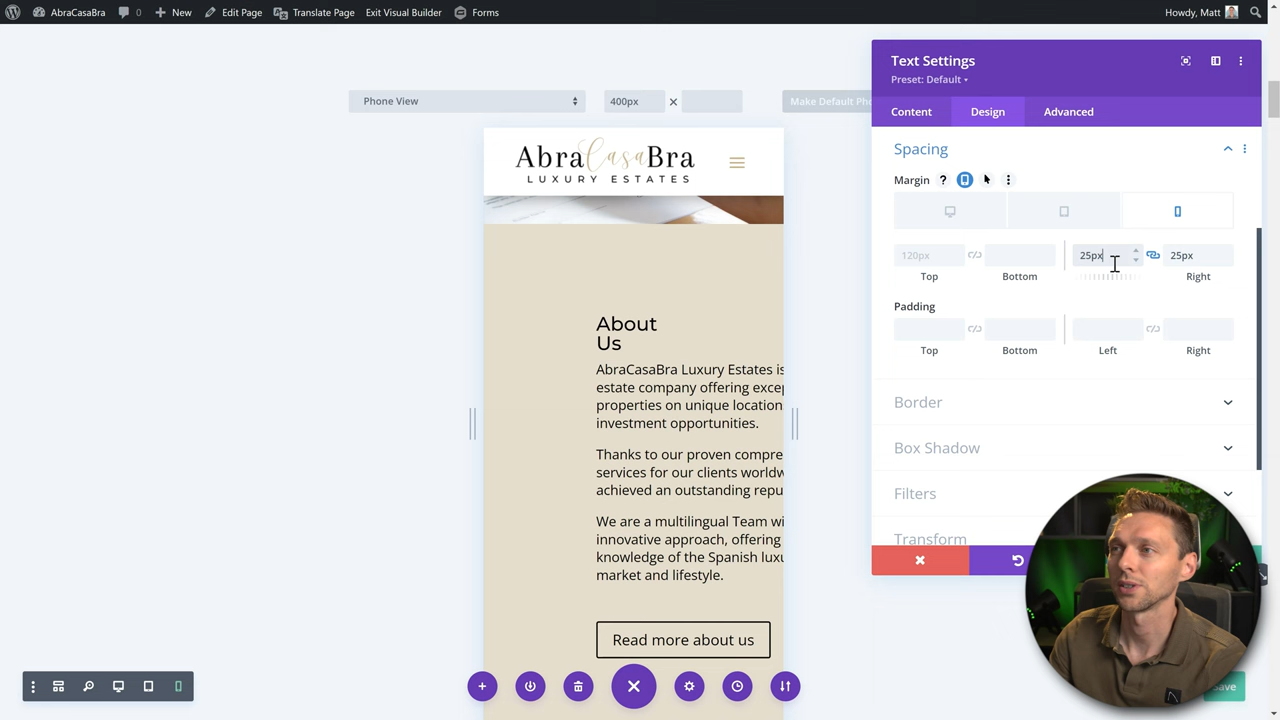 AbraCasaBra
0
New
Edit Page
Translate Page
Exit Visual Builder
Forms
Howdy, Matt
Phone View
400px
Make Default Pho
Text Settings
Preset: Default
Content
Design
Advanced
AbraCasaBra
LUXURY ESTATES
Spacing
Margin
?
120px
25px
25px
Top
Bottom
Right
Padding
Top
Bottom
Left
Right
Border
Box Shadow
Filters
Transform
About
Us
AbraCasaBra Luxury Estates is
estate company offering excep
properties on unique location
investment opportunities.
Thanks to our proven compre
services for our clients worldw
achieved an outstanding repu
We are a multilingual Team wi
innovative approach, offering
knowledge of the Spanish luxu
market and lifestyle.
Read more about us
Save